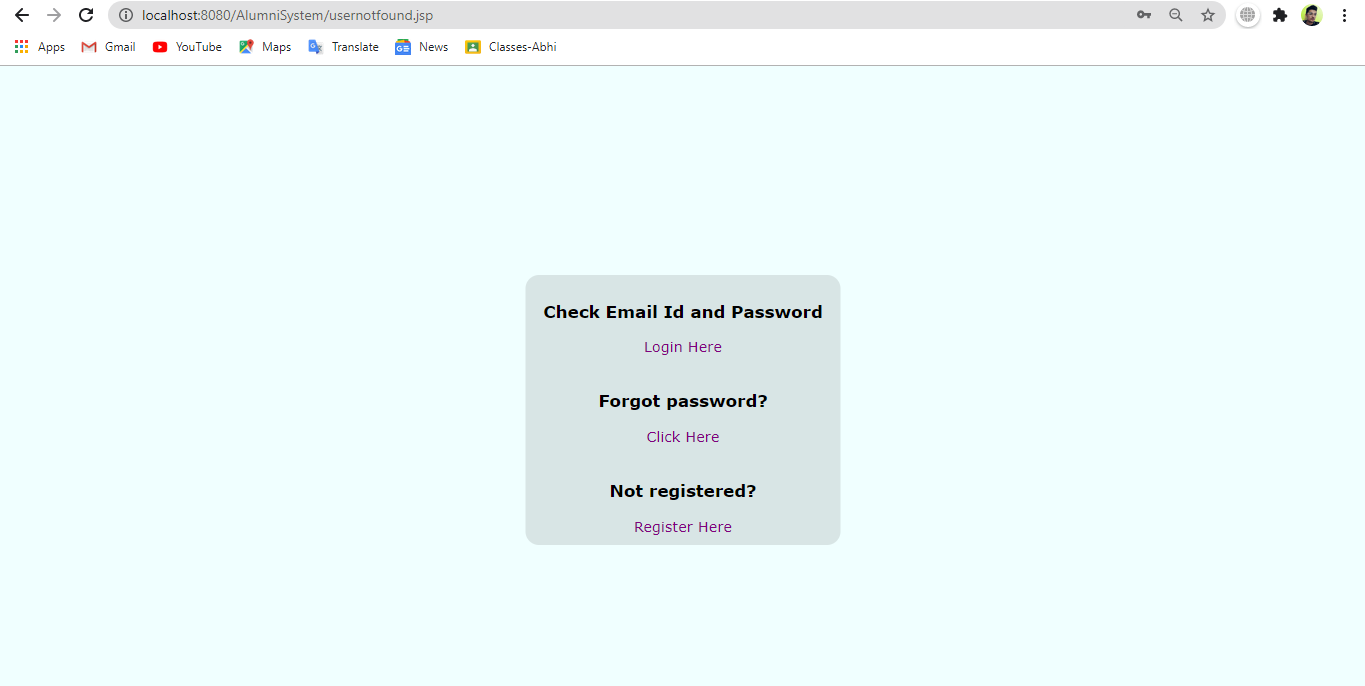 localhost:8080/AlumniSystem/usernotfound.jsp
Apps Gmail YouTube Maps Translate News Classes-Abhi
Check Email Id and Password
Login Here
Forgot password?
Click Here
Not registered?
Register Here